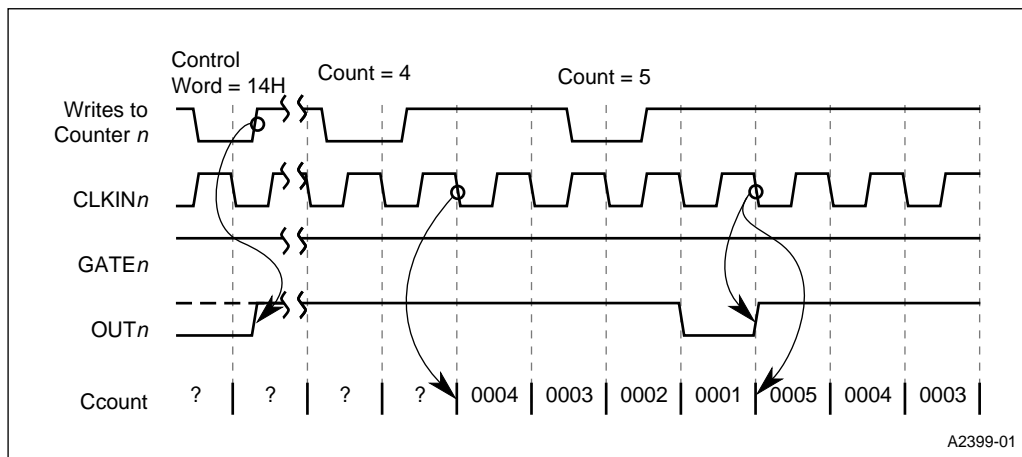 Control
Word = 14H
Count = 4
Count = 5
Writes to
Counter n
CLKINn
GATEn
OUTn
Ccount
? ? ? ? 0004 0003 0002 0001 0005 0004 0003
A2399-01